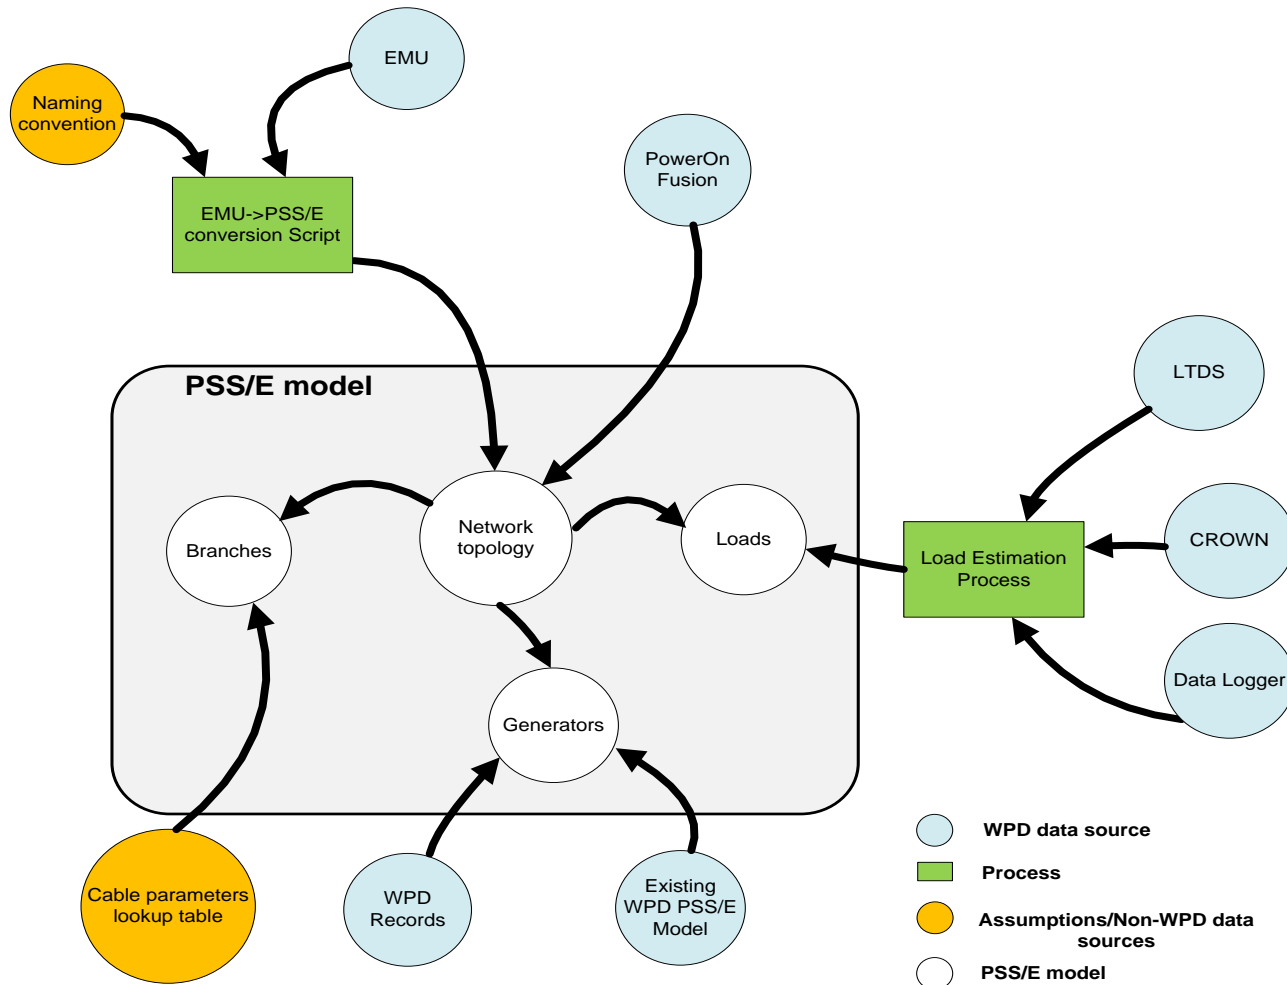 EMU
Naming
convention
PowerOn
Fusion
EMU->PSS/E
conversion Script
LTDS
PSS/E model
Network
topology
Branches
Loads
CROWN
Load Estimation
Process
Data Logger
Generators
Cable parameters
lookup table
WPD
Records
Existing
WPD PSS/E
Model
WPD data source
Process
Assumptions/Non-WPD data
sources
PSS/E model